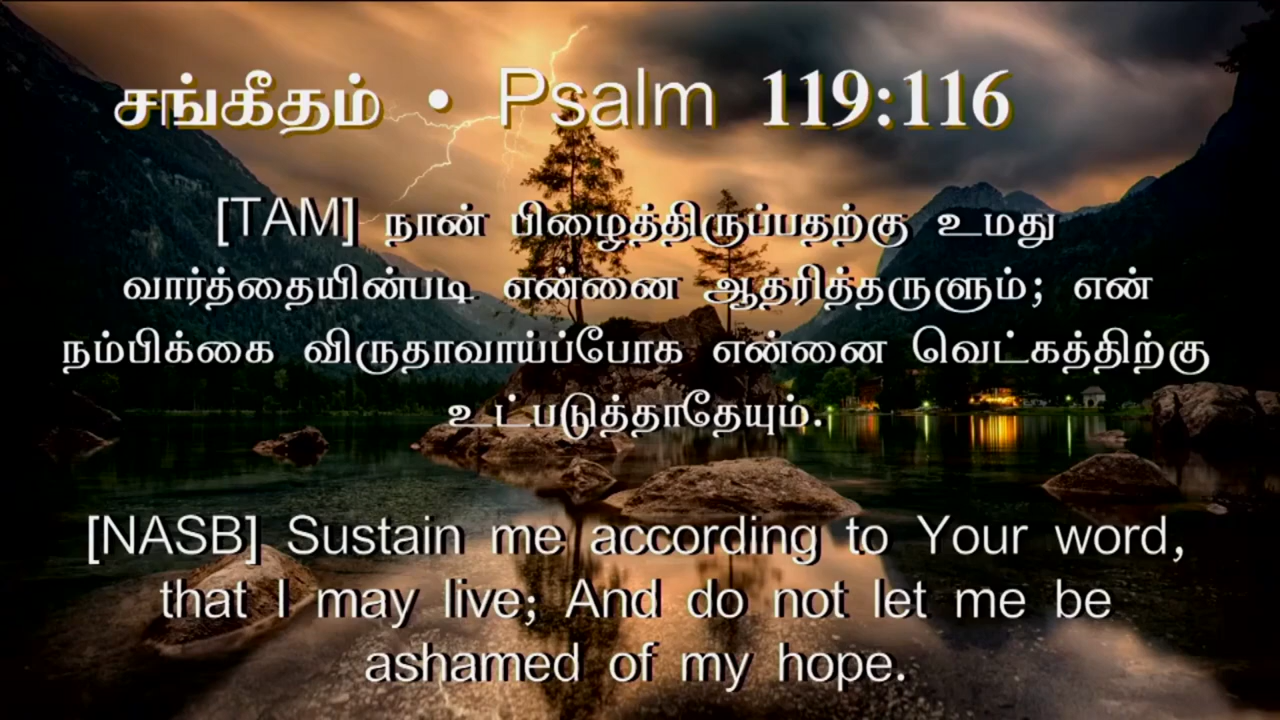 சங்கீதம் • Psalm 119:116
[TAM] நான் பிழைத்திருப்பதற்கு உமது
வார்த்தையின்படி என்னை ஆதரித்தருளும்; என்
நம்பிக்கை விருதாவாய்ப்போக என்னை வெட்கத்திற்கு
உட்படுத்தாதேயும்.
[NASB] Sustain me according to Your word,
that I may live; And do not let me be
ashamed of my hope.